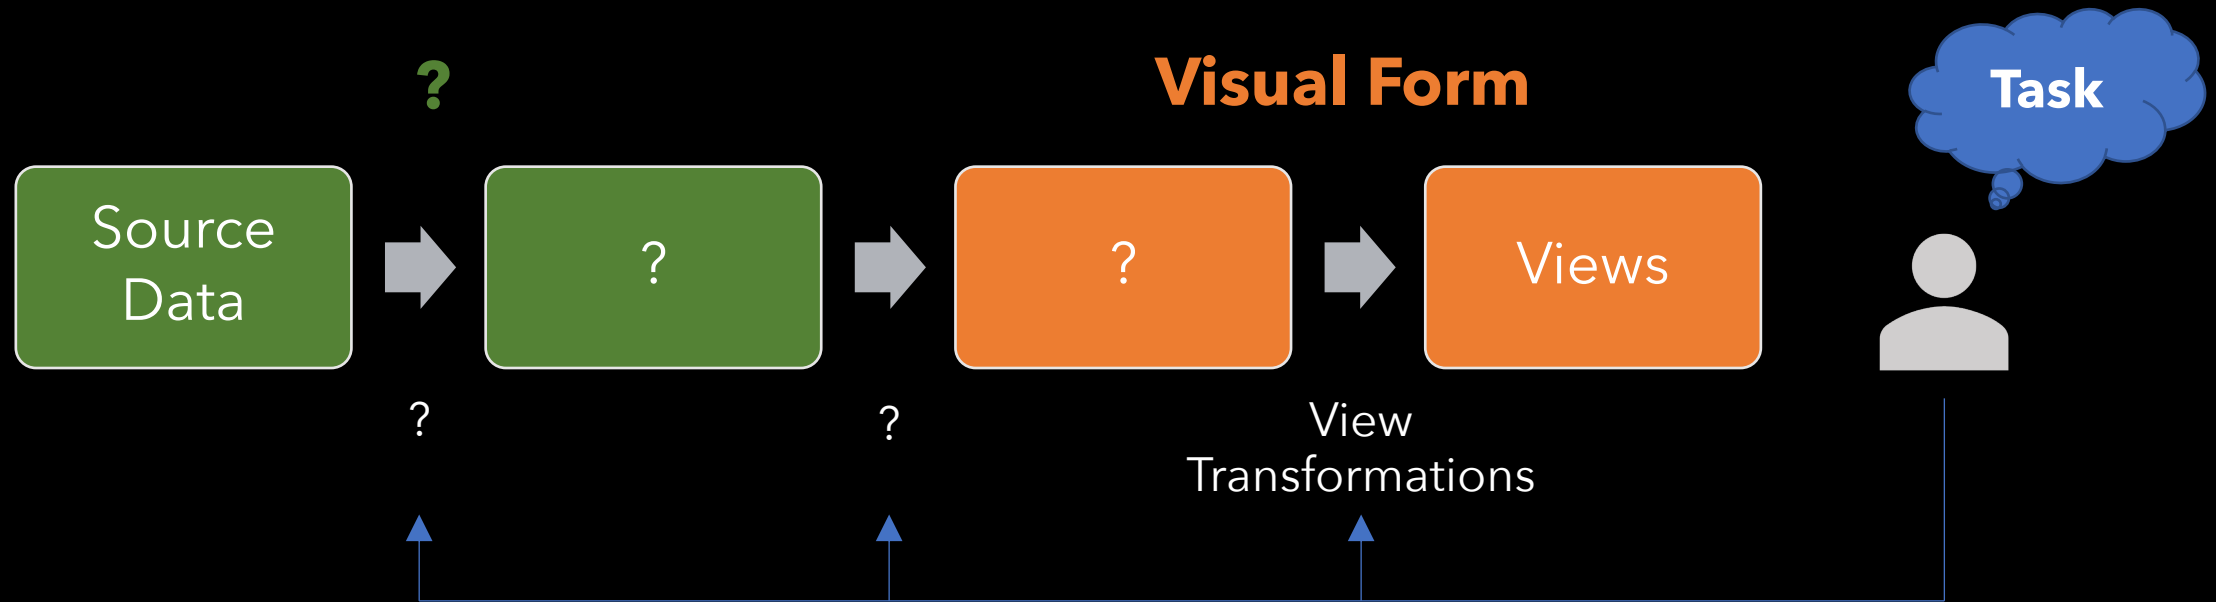 ?
Visual Form
Task
Source
Data
?
?
Views
?
?
View
Transformations